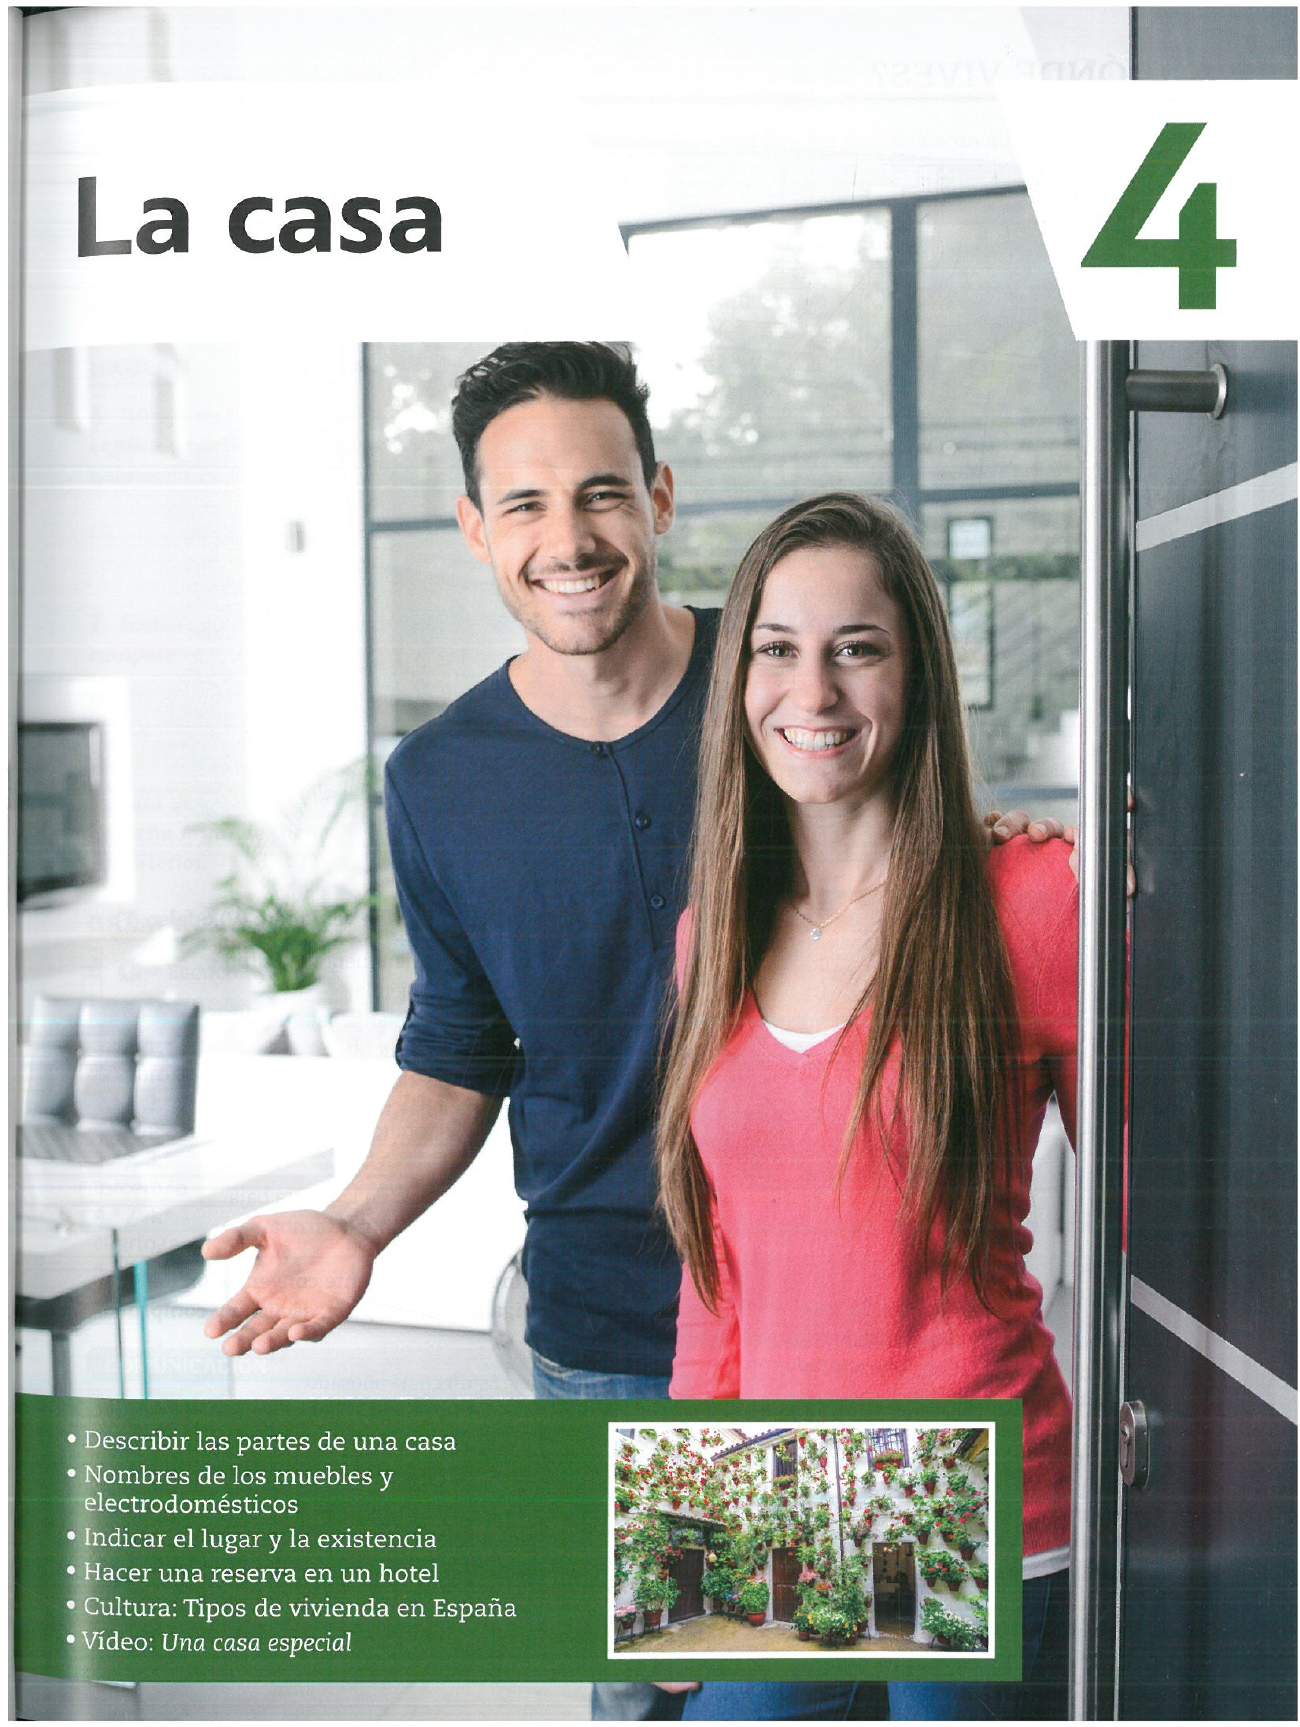 La casa
4
• Describir las partes de una casa
• Nombres de los muebles y
electrodomésticos
• Indicar el lugar y la existencia
• Hacer una reserva en un hotel
• Cultura: Tipos de vivienda en España
• Vídeo: Una casa especial